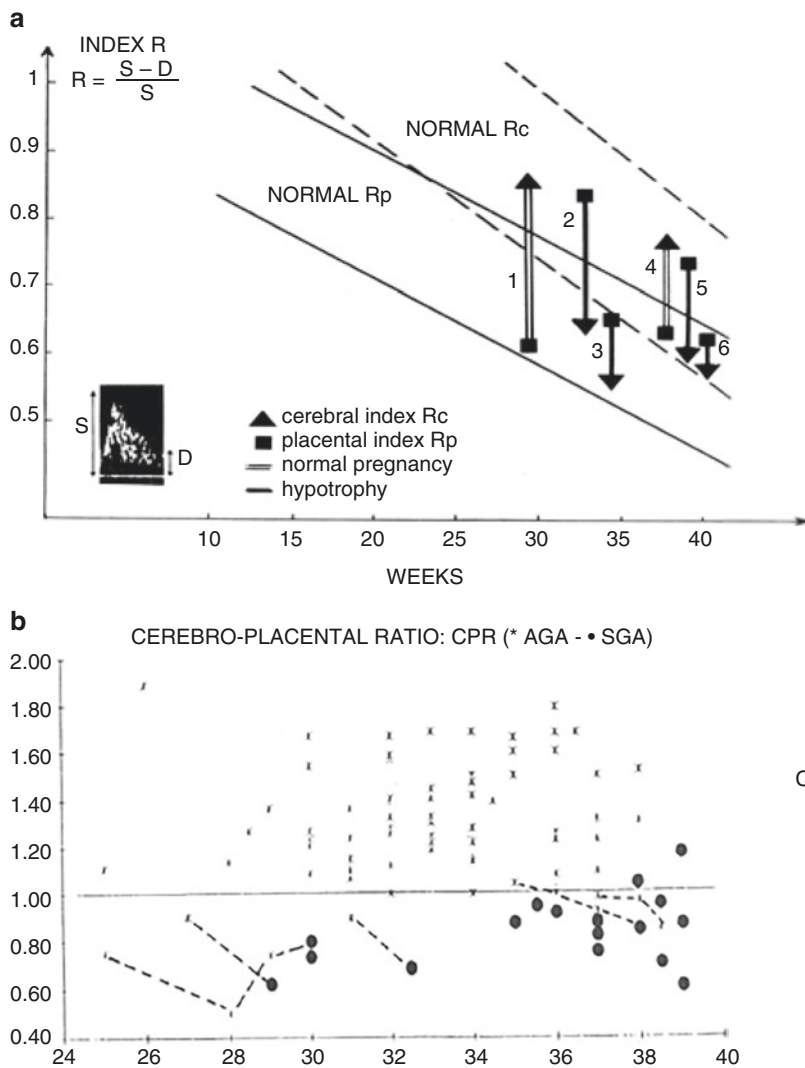 a
INDEX R
R = S – D
S
1
0.9
0.8
0.7
0.6
0.5
NORMAL Rc
NORMAL Rp
1
2
3
4
5
6
S
D
cerebral index Rc
placental index Rp
normal pregnancy
hypotrophy
10 15 20 25 30 35 40
WEEKS
b
CEREBRO-PLACENTAL RATIO: CPR (* AGA - • SGA)
2.00
1.80
1.60
1.40
1.20
1.00
0.80
0.60
0.40
24 26 28 30 32 34 36 38 40
C